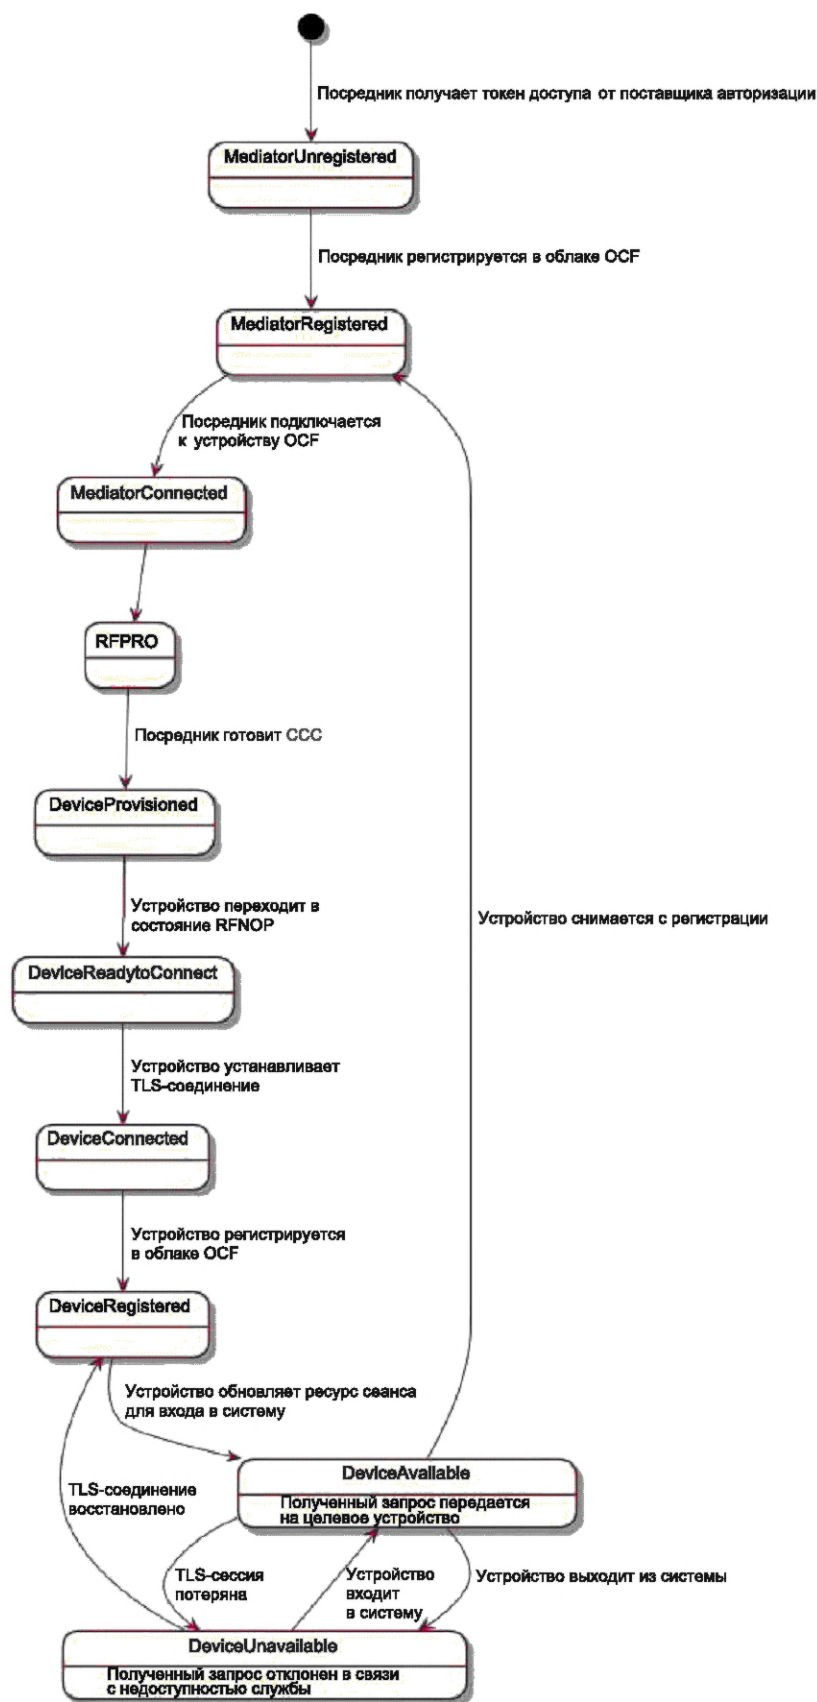 Посредник получает токен доступа от поставщика авторизации
MediatorUnregistered
Посредник регистрируется в облаке OCF
MediatorRegistered
Посредник подключается
к устройству OCF
MediatorConnected
RFPRO
Посредник готовит CCC
DeviceProvisioned
Устройство переходит в
состояние RFNOP
Устройство снимается с регистрации
DeviceReadytoConnect
Устройство устанавливает
TLS-соединение
DeviceConnected
Устройство регистрируется
в облаке OCF
DeviceRegistered
Устройство обновляет ресурс сеанса
для входа в систему
DeviceAvailable
Полученный запрос передается
на целевое устройство
TLS-соединение
восстановлено
TLS-сессия
потеряна
Устройство
входит
в систему
Устройство выходит из системы
DeviceUnavailable
Полученный запрос отклонен в связи
с недоступностью службы